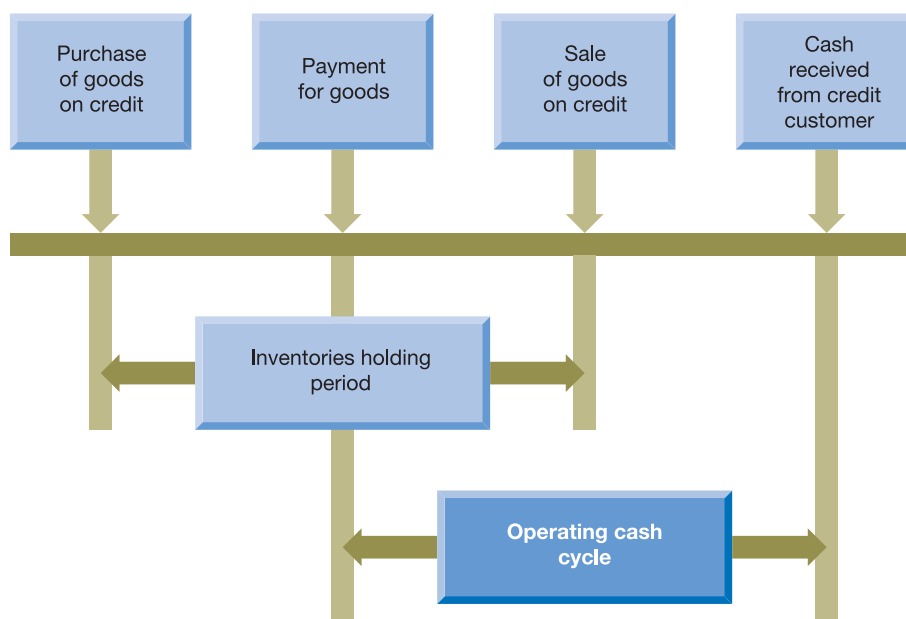 Purchase
of goods
on credit
Payment
for goods
Sale
of goods
on credit
Cash
received
from credit
customer
Inventories holding
period
Operating cash
cycle